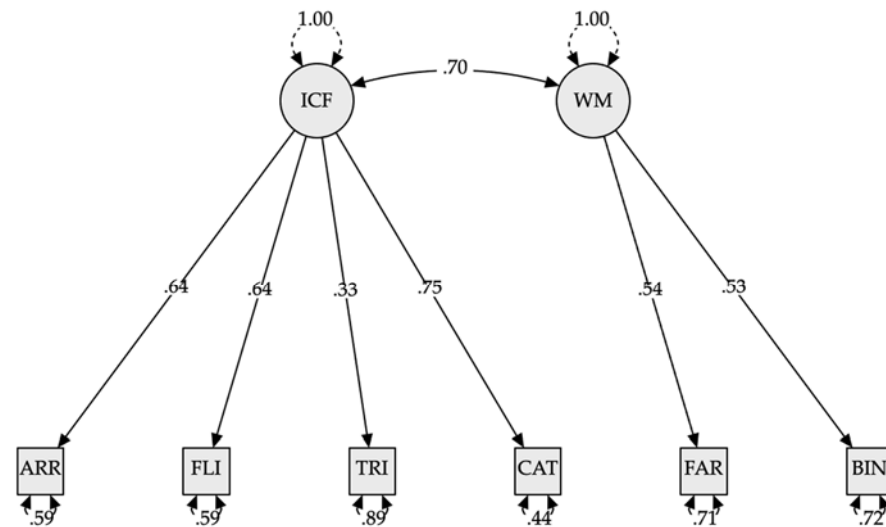 1.00 1.00
ICF .70 WM
.64 .64 .33 .75 .54 .53
ARR FLI TRI CAT FAR BIN
.59 .59 .89 .44 .71 .72